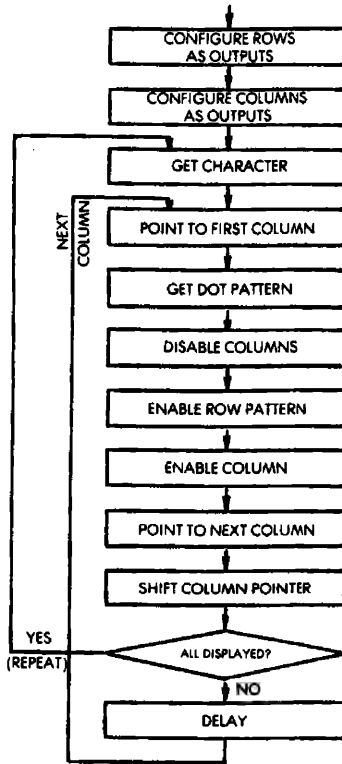 CONFIGURE ROWS
AS OUTPUTS
CONFIGURE COLUMNS
AS OUTPUTS
GET CHARACTER
NEXT
COLUMN
POINT TO FIRST COLUMN
GET DOT PATTERN
DISABLE COLUMNS
ENABLE ROW PATTERN
ENABLE COLUMN
POINT TO NEXT COLUMN
SHIFT COLUMN POINTER
YES
(REPEAT)
ALL DISPLAYED?
NO
DELAY